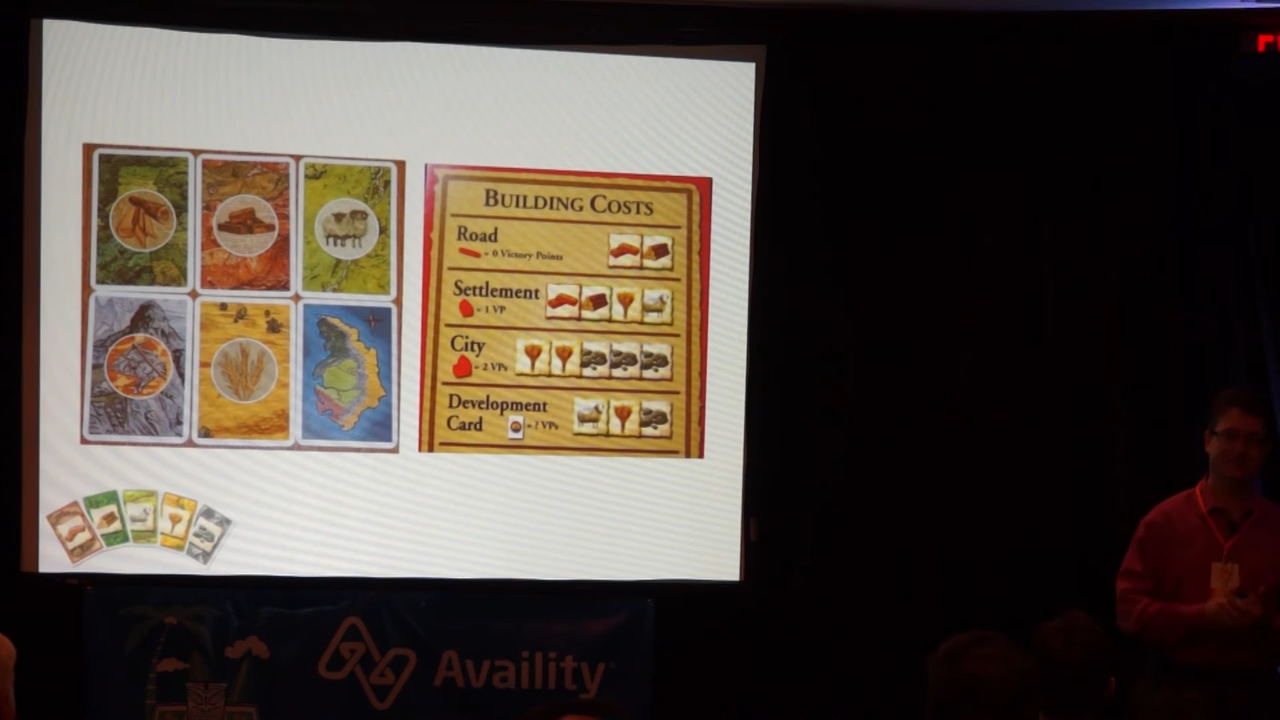 BUILDING COSTS
Road
= 0 Victory Points
Settlement
= 1 VP
City
= 2 VPs
Development
Card
= ? VPs
Availity